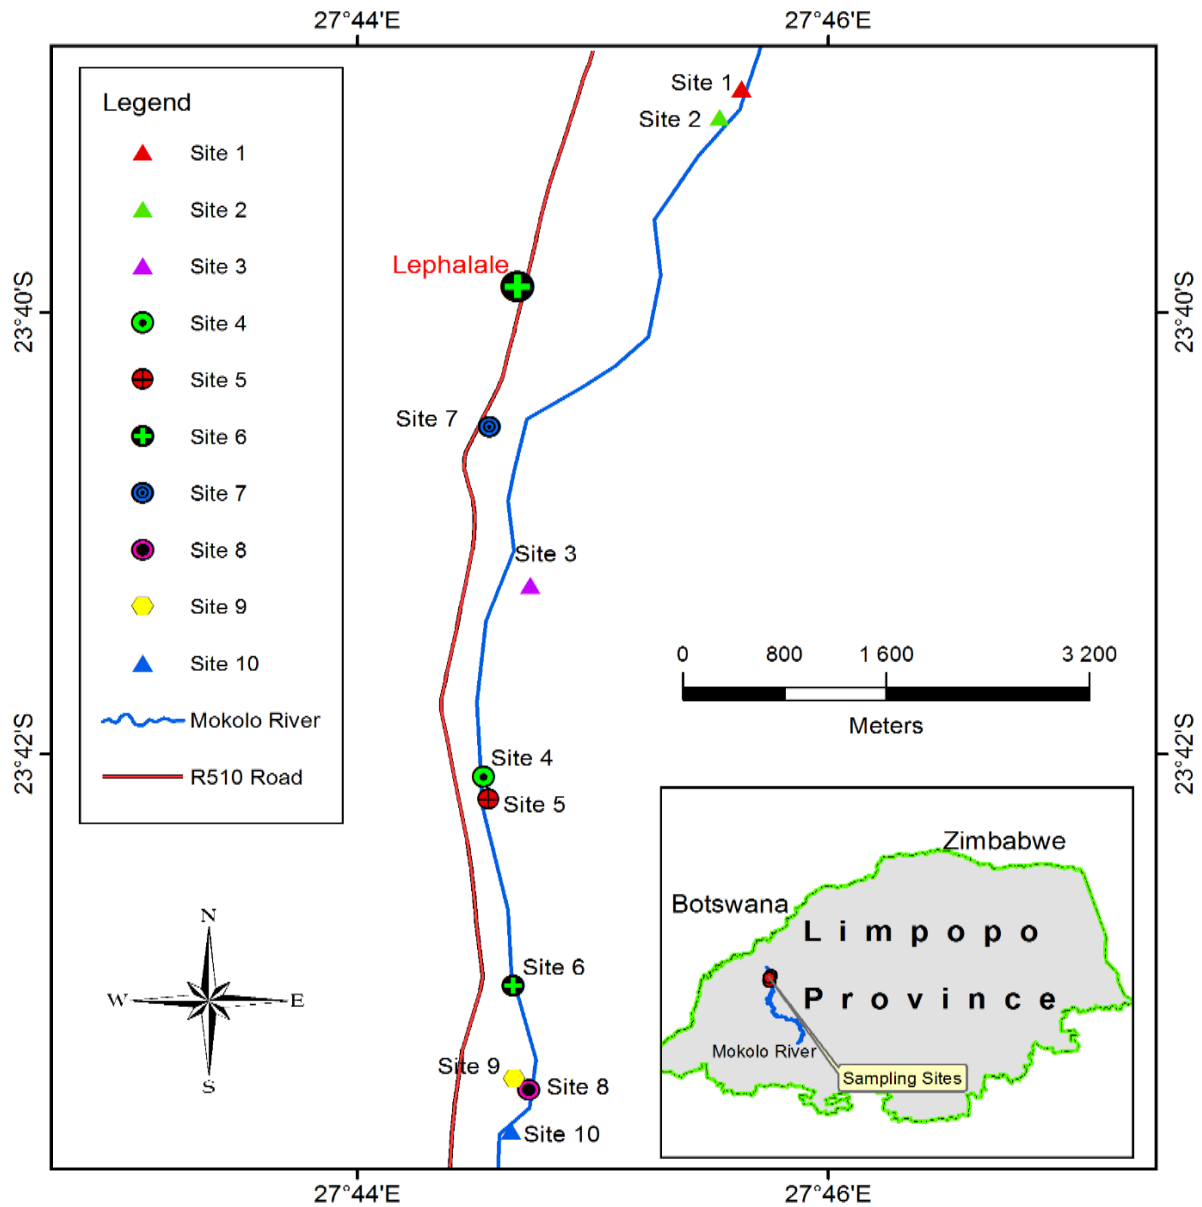 27°44'E
27°46'E
Legend
Site 1
Site 2
Site 3
Site 4
Site 5
Site 6
Site 7
Site 8
Site 9
Site 10
Mokolo River
R510 Road
Site 1
Site 2
Lephalale
23°40'S
23°40'S
Site 7
Site 3
0 800 1 600 3 200
Meters
23°42'S
23°42'S
Site 4
Site 5
Site 6
Site 9
Site 8
Site 10
N
W
E
S
Zimbabwe
Botswana
Limpopo
Province
Mokolo River
Sampling Sites
27°44'E
27°46'E